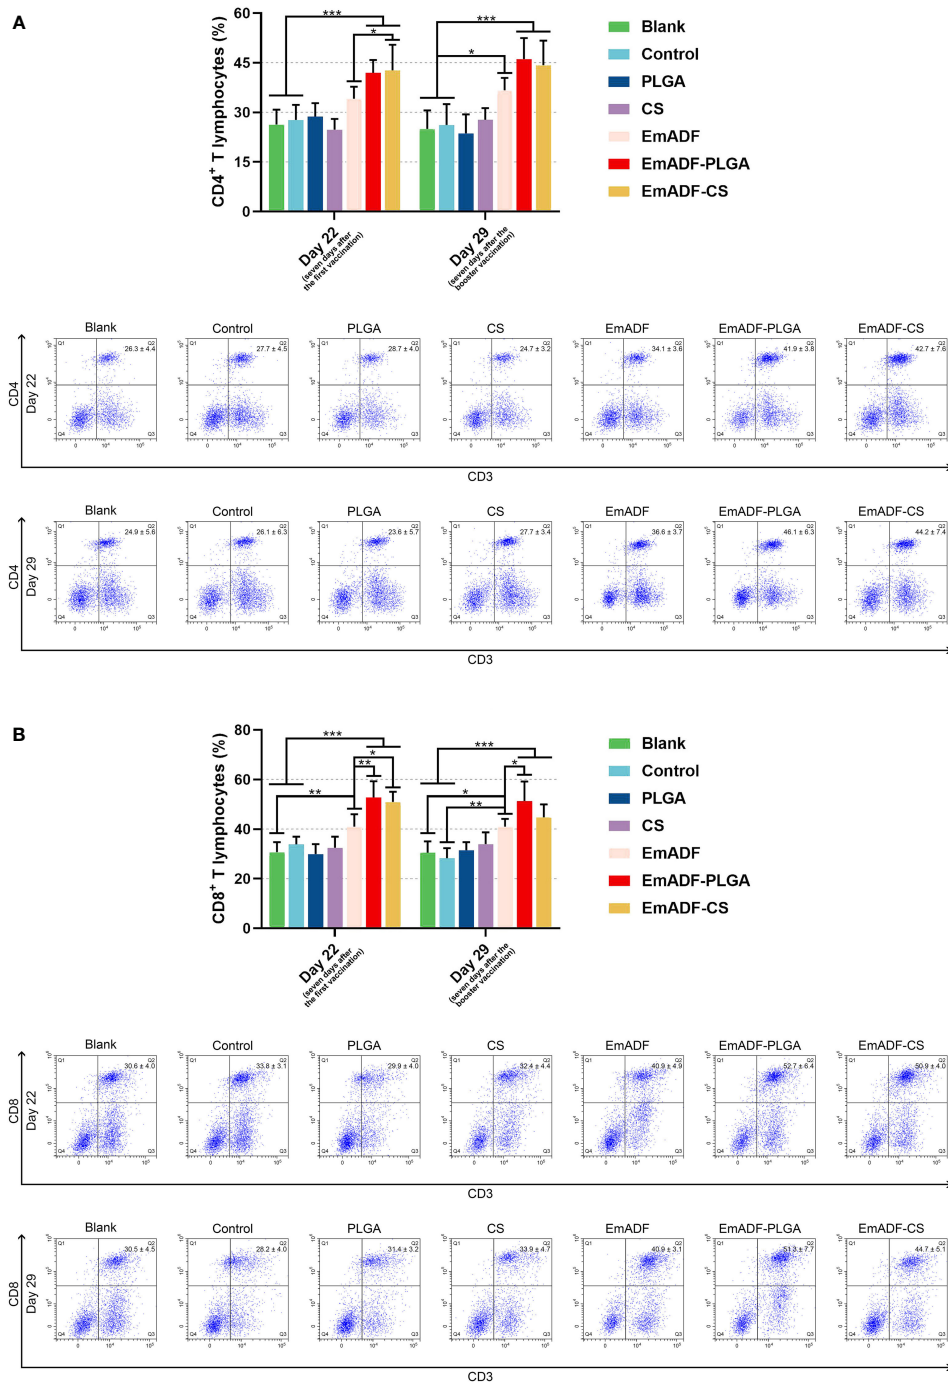 A
CD4+ T lymphocytes (%)
60
45
30
15
0
***
*
***
*
Day 22
(seven days after
the first vaccination)
Day 29
(seven days after the
booster vaccination)
Blank
Control
PLGA
CS
EmADF
EmADF-PLGA
EmADF-CS
CD4
Day 22
Blank
Control
PLGA
CS
EmADF
EmADF-PLGA
EmADF-CS
26.3 ± 4.4
27.7 ± 4.5
28.7 ± 4.0
24.7 ± 3.2
34.1 ± 3.6
41.9 ± 3.8
42.7 ± 7.6
CD3
CD4
Day 29
Blank
Control
PLGA
CS
EmADF
EmADF-PLGA
EmADF-CS
24.9 ± 5.6
26.1 ± 6.3
23.6 ± 5.7
27.7 ± 3.4
36.6 ± 3.7
46.1 ± 6.3
44.2 ± 7.4
CD3
B
CD8+ T lymphocytes (%)
80
60
40
20
0
***
*
**
**
***
*
*
**
Day 22
(seven days after
the first vaccination)
Day 29
(seven days after the
booster vaccination)
Blank
Control
PLGA
CS
EmADF
EmADF-PLGA
EmADF-CS
CD8
Day 22
Blank
Control
PLGA
CS
EmADF
EmADF-PLGA
EmADF-CS
30.6 ± 4.0
33.8 ± 3.1
29.9 ± 4.0
32.4 ± 4.4
40.9 ± 4.9
52.7 ± 6.4
50.9 ± 4.0
CD3
CD8
Day 29
Blank
Control
PLGA
CS
EmADF
EmADF-PLGA
EmADF-CS
30.5 ± 4.5
28.2 ± 4.0
31.4 ± 3.2
33.9 ± 4.7
40.9 ± 3.1
51.3 ± 7.7
44.7 ± 5.1
CD3